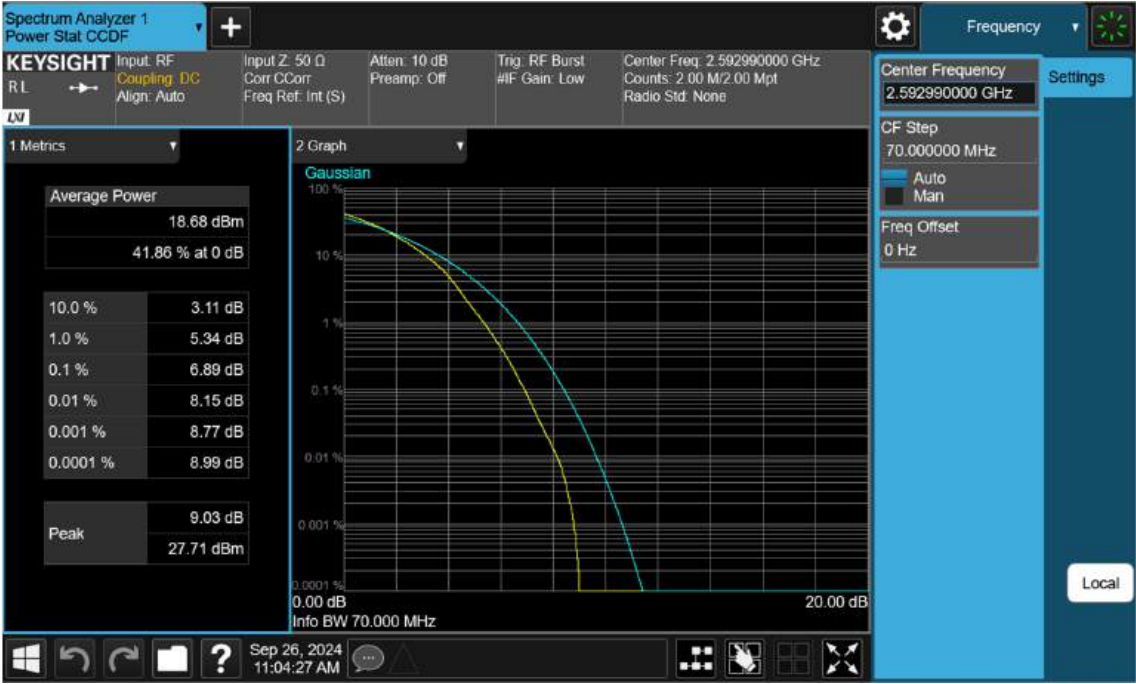 Spectrum Analyzer 1
Power Stat CCDF
+
Frequency
KEYSIGHT
RL
LXI
Input: RF
Coupling: DC
Align: Auto
Input Z: 50 Ω
Corr CCorr
Freq Ref: Int (S)
Atten: 10 dB
Preamp: Off
Trig: RF Burst
#IF Gain: Low
Center Freq: 2.592990000 GHz
Counts: 2.00 M/2.00 Mpt
Radio Std: None
Center Frequency
2.592990000 GHz
Settings
CF Step
70.000000 MHz
Auto
Man
Freq Offset
0 Hz
1 Metrics
Average Power
18.68 dBm
41.86 % at 0 dB
10.0 % 3.11 dB
1.0 % 5.34 dB
0.1 % 6.89 dB
0.01 % 8.15 dB
0.001 % 8.77 dB
0.0001 % 8.99 dB
Peak 9.03 dB
27.71 dBm
2 Graph
Gaussian
100 %
10 %
1 %
0.1 %
0.01 %
0.001 %
0.0001 %
0.00 dB 20.00 dB
Info BW 70.000 MHz
Local
?
Sep 26, 2024
11:04:27 AM